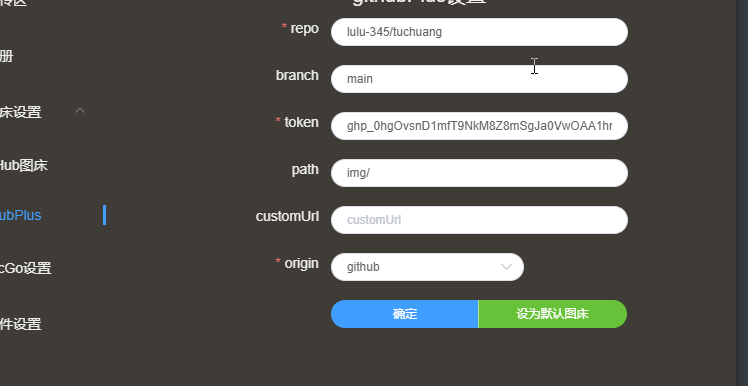 传区
githubPlus设置
* repo lulu-345/tuchuang
册
branch main
床设置
* token ghp_0hgOvsnD1mfT9NkM8Z8mSgJa0VwOAA1hr
Hub图床
path img/
ubPlus
customUrl customUrl
cGo设置
* origin github
确定 设为默认图床
件设置